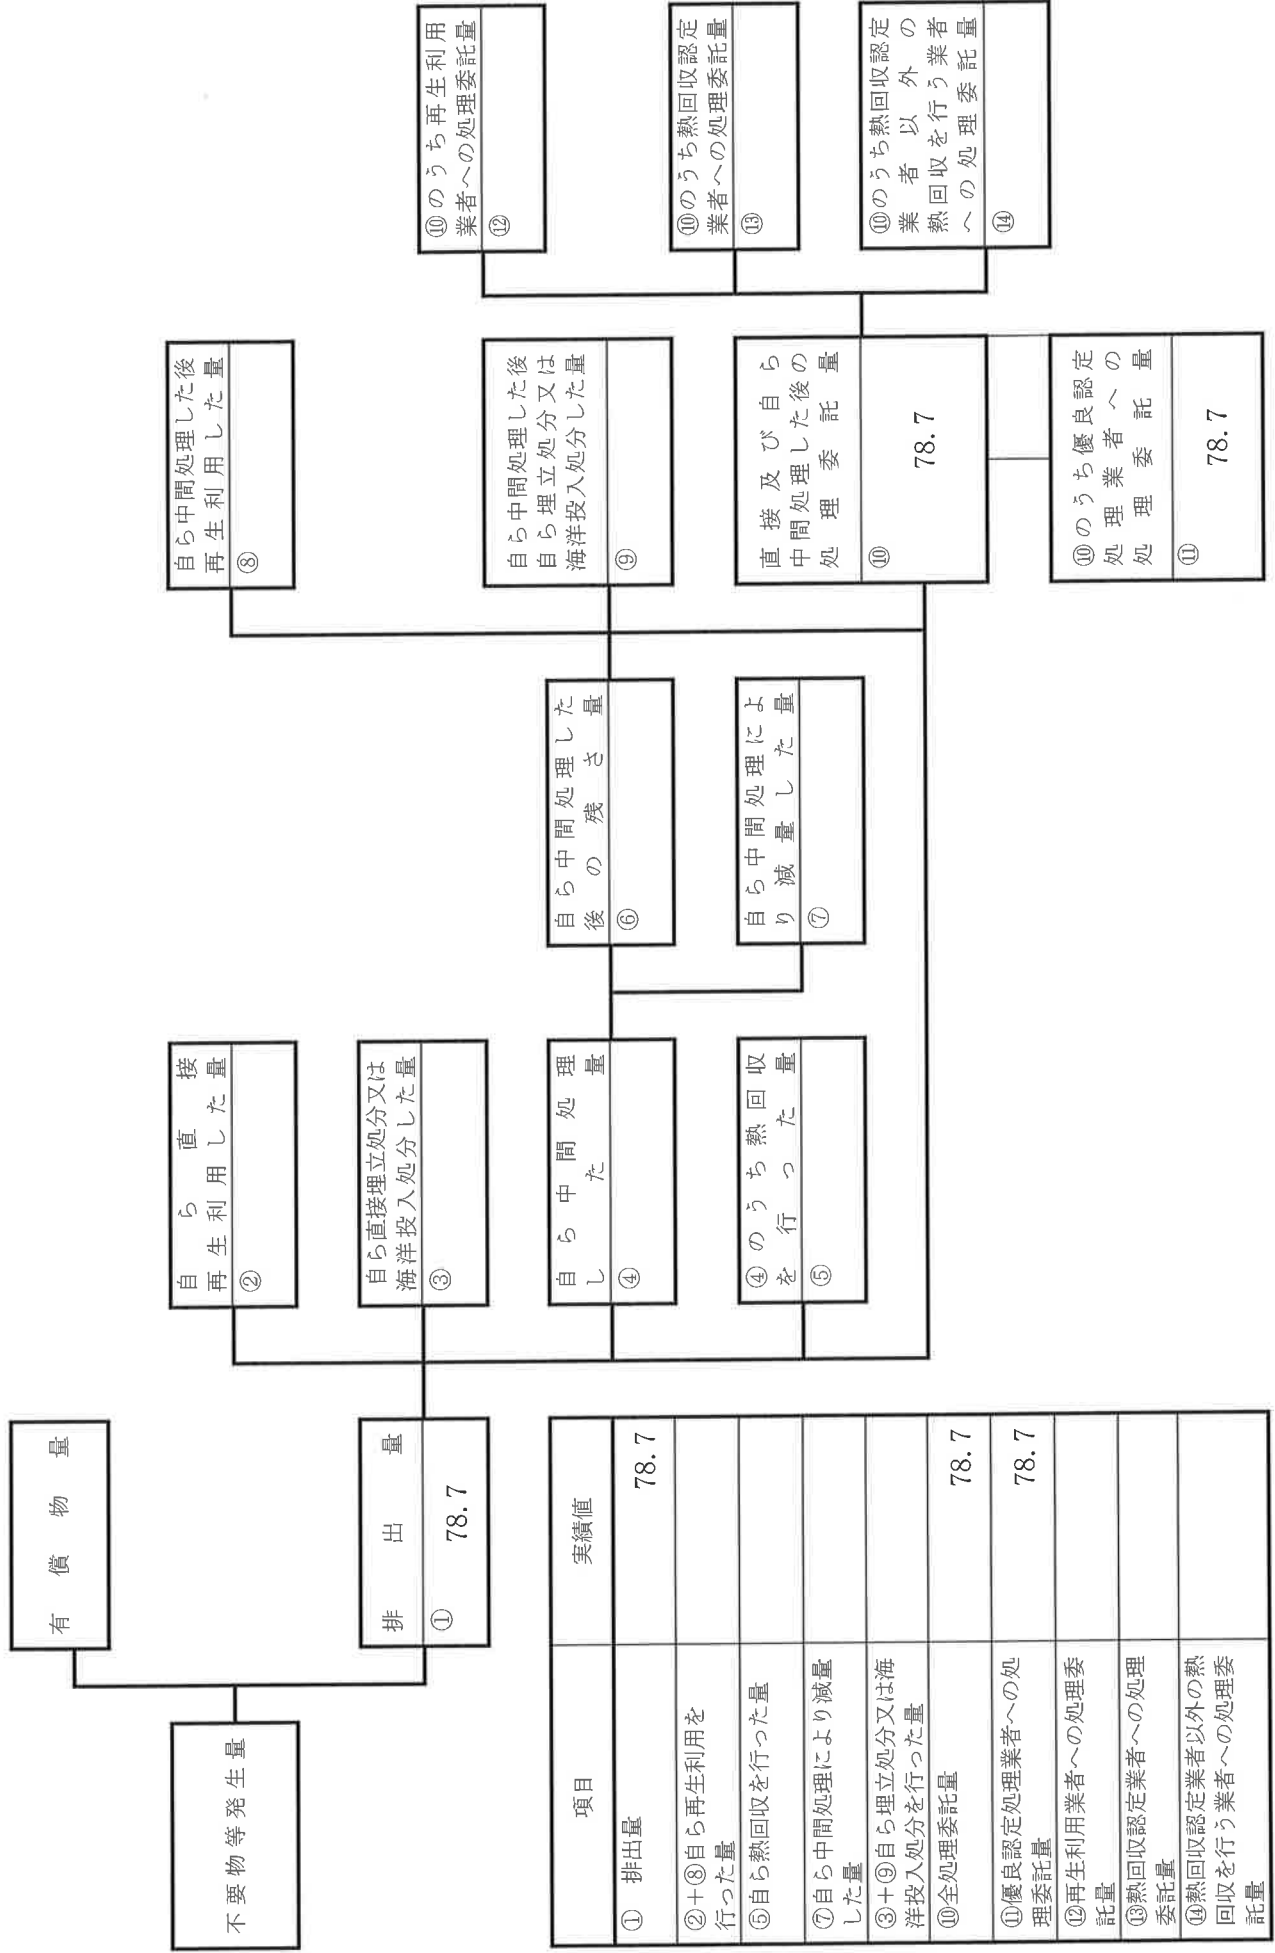 有償物量
不要物等発生量
排出量
①
78.7
自ら直接
再生利用した量
②
自ら直接埋立処分又は
海洋投入処分した量
③
自ら中間処理
した量
④
④のうち熱回収
を行った量
⑤
自ら中間処理した
後の残さ量
⑥
自ら中間処理によ
り減量した量
⑦
自ら中間処理した後
再生利用した量
⑧
自ら中間処理した後
自ら埋立処分又は
海洋投入処分した量
⑨
直接及び自ら
中間処理した後の
処理委託量
⑩
78.7
⑩のうち優良認定
処理業者への
処理委託量
⑪
78.7
⑩のうち再生利用
業者への処理委託量
⑫
⑩のうち熱回収認定
業者への処理委託量
⑬
⑩のうち熱回収認定
業者以外の
熱回収を行う業者
への処理委託量
⑭
項目 実績値
① 排出量 78.7
②+⑧自ら再生利用を
行った量
⑤自ら熱回収を行った量
⑦自ら中間処理により減量
した量
③+⑨自ら埋立処分又は海
洋投入処分を行った量
⑩全処理委託量 78.7
⑪優良認定処理業者への処
理委託量 78.7
⑫再生利用業者への処理委
託量
⑬熱回収認定業者への処理
委託量
⑭熱回収認定業者以外の熱
回収を行う業者への処理委
託量